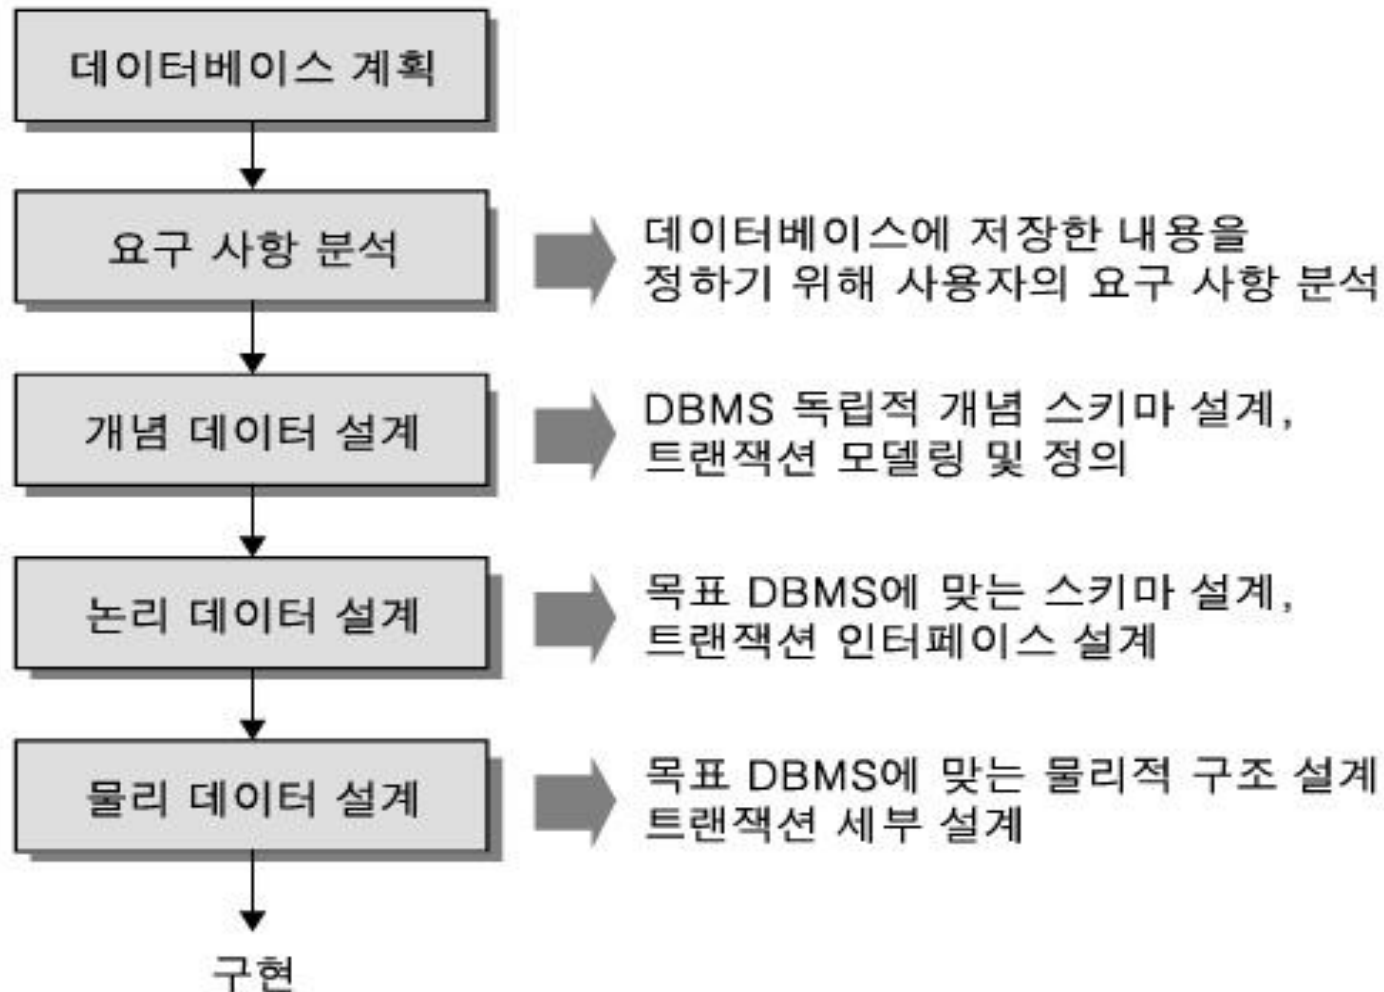 데이터베이스 계획
요구 사항 분석
데이터베이스에 저장한 내용을
정하기 위해 사용자의 요구 사항 분석
개념 데이터 설계
DBMS 독립적 개념 스키마 설계,
트랜잭션 모델링 및 정의
논리 데이터 설계
목표 DBMS에 맞는 스키마 설계,
트랜잭션 인터페이스 설계
물리 데이터 설계
목표 DBMS에 맞는 물리적 구조 설계
트랜잭션 세부 설계
구현